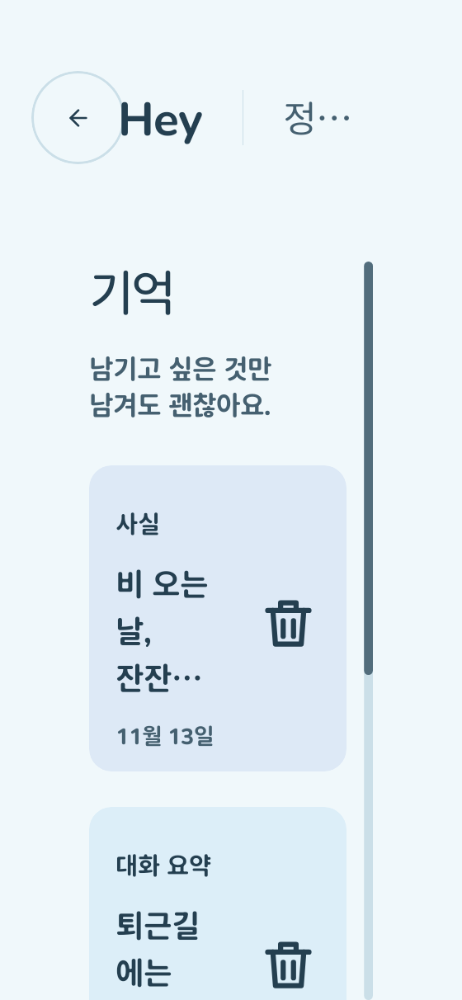 Hey
정…
기억
남기고 싶은 것만
남겨도 괜찮아요.
사실
비 오는
날,
잔잔…
11월 13일
대화 요약
퇴근길
에는